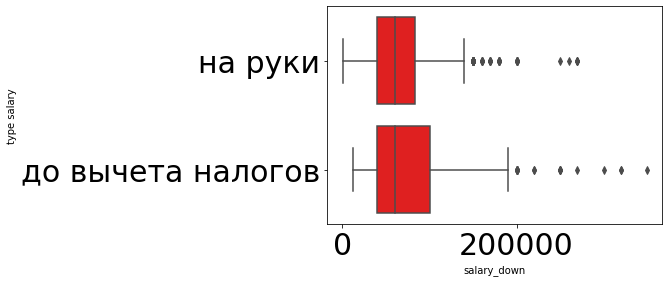 на руки
type salary
до вычета налогов
0 200000
salary_down